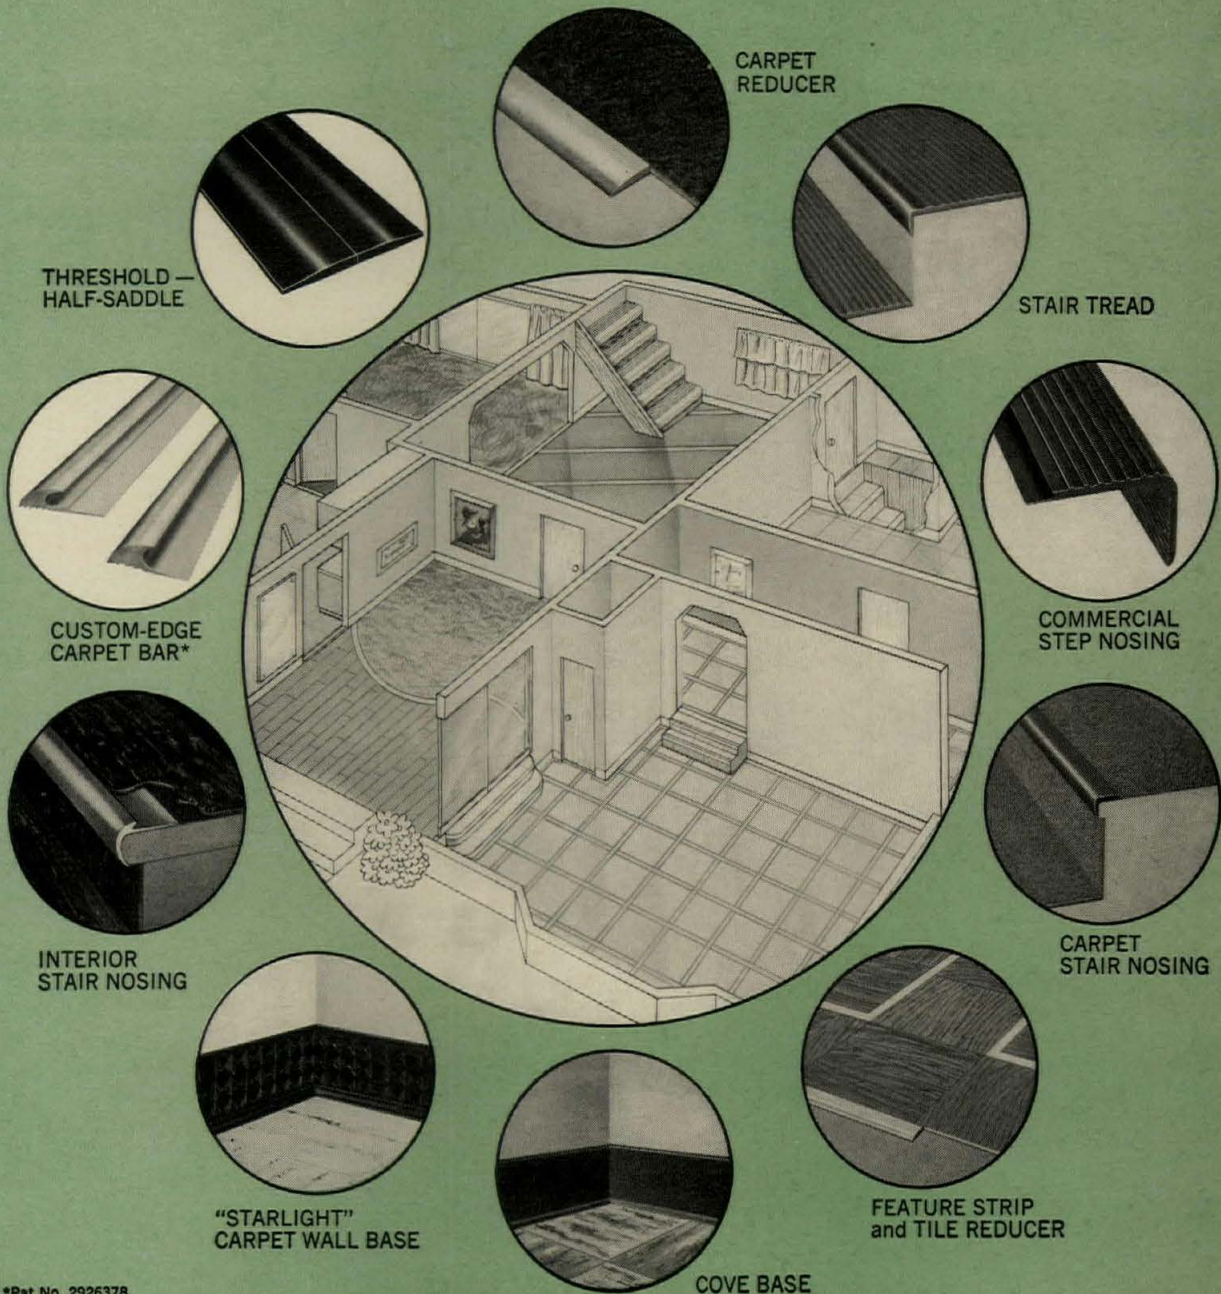 CARPET
REDUCER
THRESHOLD —
HALF-SADDLE
STAIR TREAD
CUSTOM-EDGE
CARPET BAR*
COMMERCIAL
STEP NOSING
INTERIOR
STAIR NOSING
CARPET
STAIR NOSING
"STARLIGHT"
CARPET WALL BASE
FEATURE STRIP
and TILE REDUCER
COVE BASE
*Pat No. 2926378